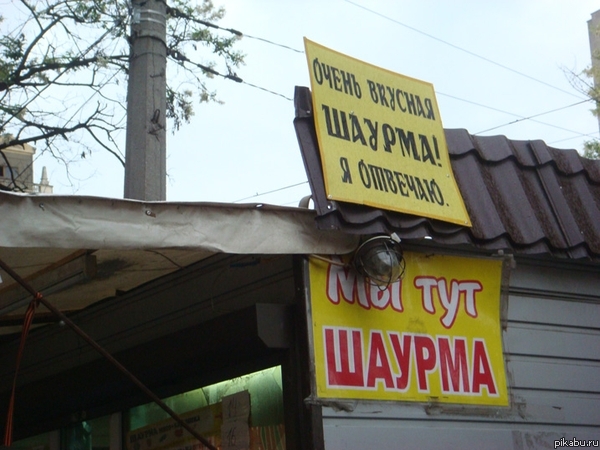 ОЧЕНЬ ВКУСНАЯ
ШАУРМА!
Я ОТВЕЧАЮ.
Мы тут
ШАУРМА
pikabu.ru